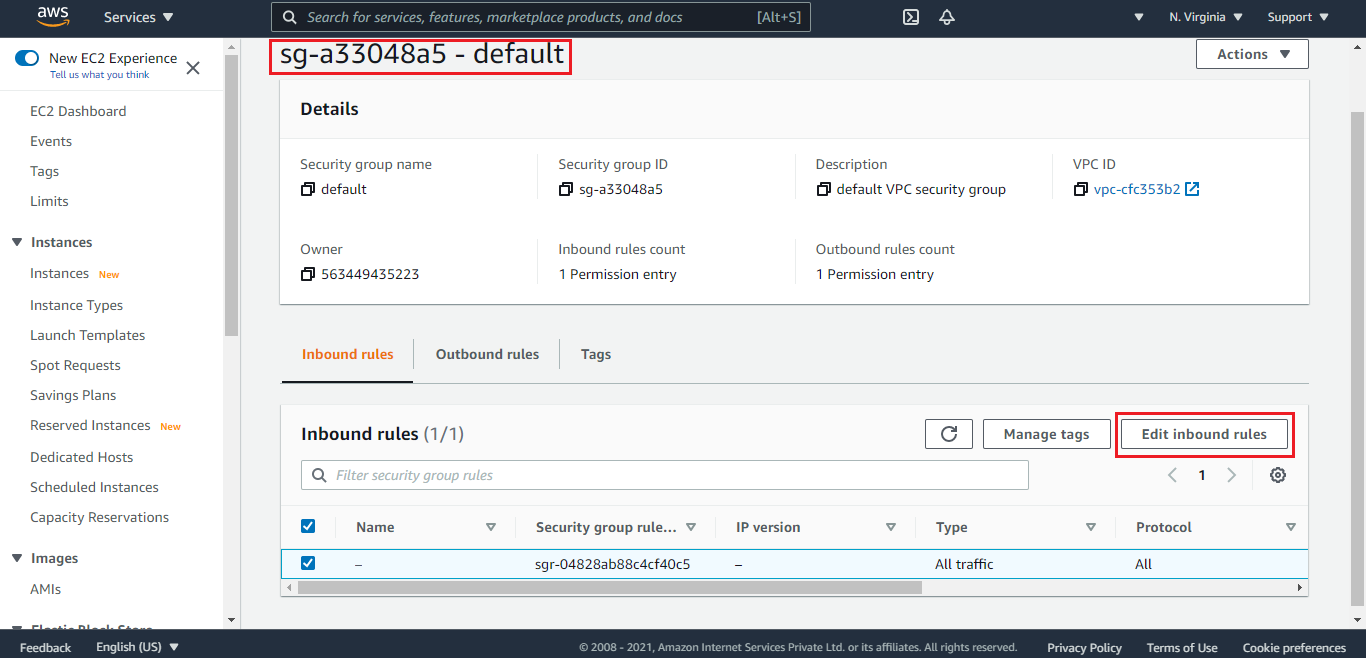 aws Services Search for services, features, marketplace products, and docs [Alt+S] N. Virginia Support
New EC2 Experience
Tell us what you think
EC2 Dashboard
Events
Tags
Limits
Instances
Instances New
Instance Types
Launch Templates
Spot Requests
Savings Plans
Reserved Instances New
Dedicated Hosts
Scheduled Instances
Capacity Reservations
Images
AMIs
Elastic Block Store
sg-a33048a5 - default Actions
Details
Security group name Security group ID Description VPC ID
default sg-a33048a5 default VPC security group vpc-cfc353b2
Owner Inbound rules count Outbound rules count
563449435223 1 Permission entry 1 Permission entry
Inbound rules Outbound rules Tags
Inbound rules (1/1) Manage tags Edit inbound rules
Filter security group rules 1
Name Security group rule... IP version Type Protocol
– sgr-04828ab88c4cf40c5 – All traffic All
Feedback English (US) © 2008 - 2021, Amazon Internet Services Private Ltd. or its affiliates. All rights reserved. Privacy Policy Terms of Use Cookie preferences